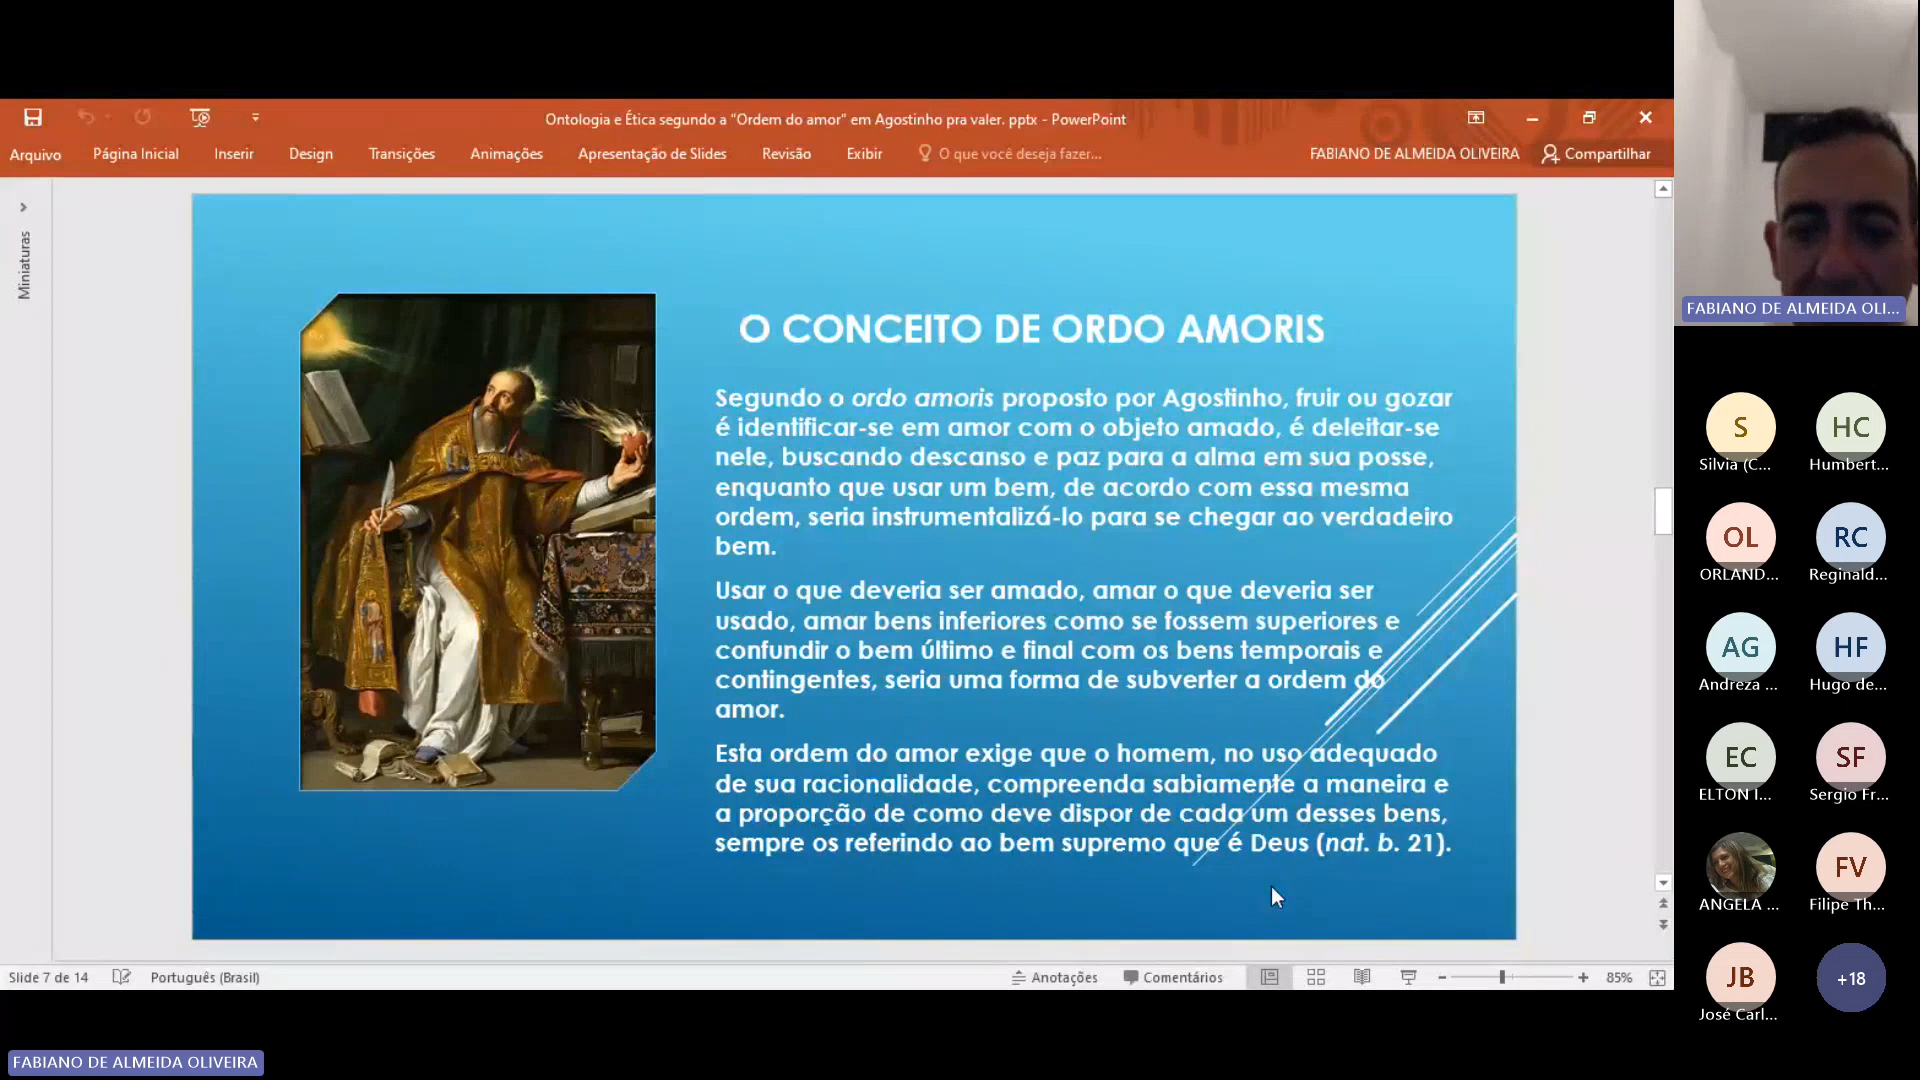 Ontologia e Ética segundo a "Ordem do amor" em Agostinho pra valer. pptx - PowerPoint
Arquivo
Página Inicial
Inserir
Design
Transições
Animações
Apresentação de Slides
Revisão
Exibir
O que você deseja fazer...
FABIANO DE ALMEIDA OLIVEIRA
Compartilhar
Miniaturas
O CONCEITO DE ORDO AMORIS
Segundo o ordo amoris proposto por Agostinho, fruir ou gozar
é identificar-se em amor com o objeto amado, é deleitar-se
nele, buscando descanso e paz para a alma em sua posse,
enquanto que usar um bem, de acordo com essa mesma
ordem, seria instrumentalizá-lo para se chegar ao verdadeiro
bem.
Usar o que deveria ser amado, amar o que deveria ser
usado, amar bens inferiores como se fossem superiores e
confundir o bem último e final com os bens temporais e
contingentes, seria uma forma de subverter a ordem do
amor.
Esta ordem do amor exige que o homem, no uso adequado
de sua racionalidade, compreenda sabiamente a maneira e
a proporção de como deve dispor de cada um desses bens,
sempre os referindo ao bem supremo que é Deus (nat. b. 21).
Slide 7 de 14
Português (Brasil)
Anotações
Comentários
85%
FABIANO DE ALMEIDA OLIVEIRA
FABIANO DE ALMEIDA OLI...
S
Silvia (C...
HC
Humbert...
OL
ORLAND...
RC
Reginald...
AG
Andreza ...
HF
Hugo de...
EC
ELTON I...
SF
Sergio Fr...
ANGELA ...
FV
Filipe Th...
JB
José Carl...
+18